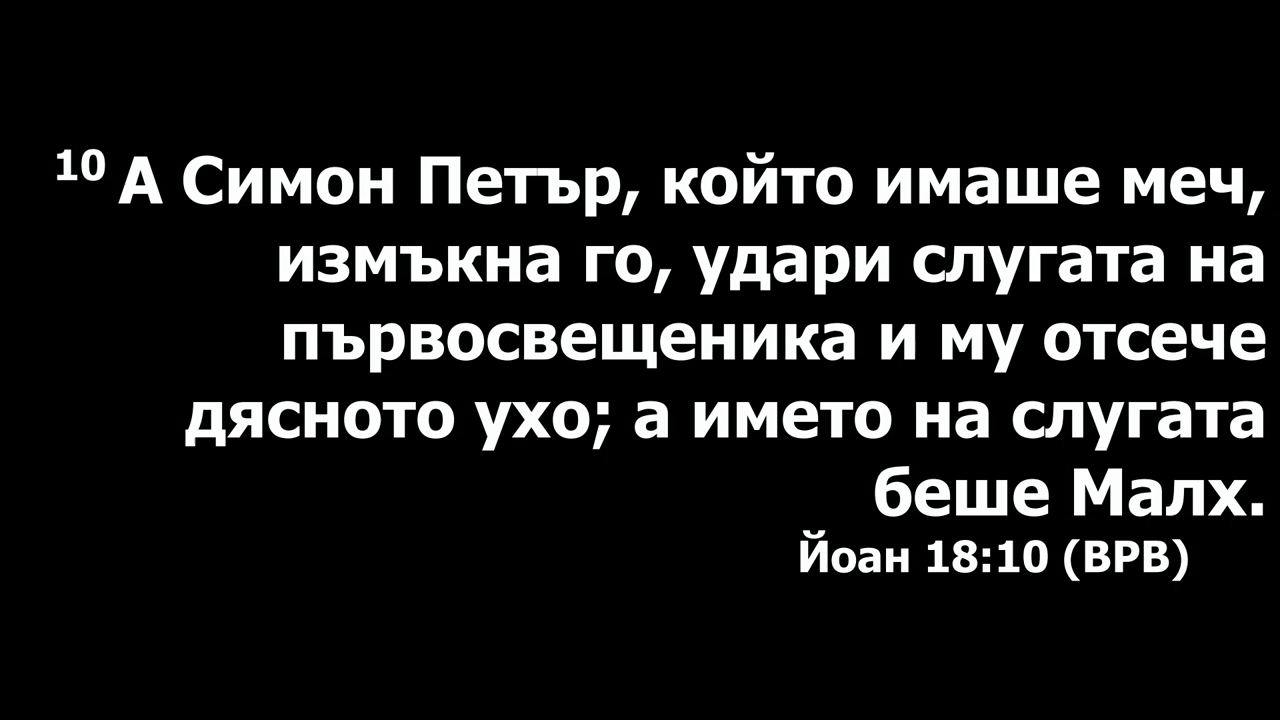 10 А Симон Петър, който имаше меч,
измъкна го, удари слугата на
първосвещеника и му отсече
дясното ухо; а името на слугата
беше Малх.
Йоан 18:10 (ВРВ)